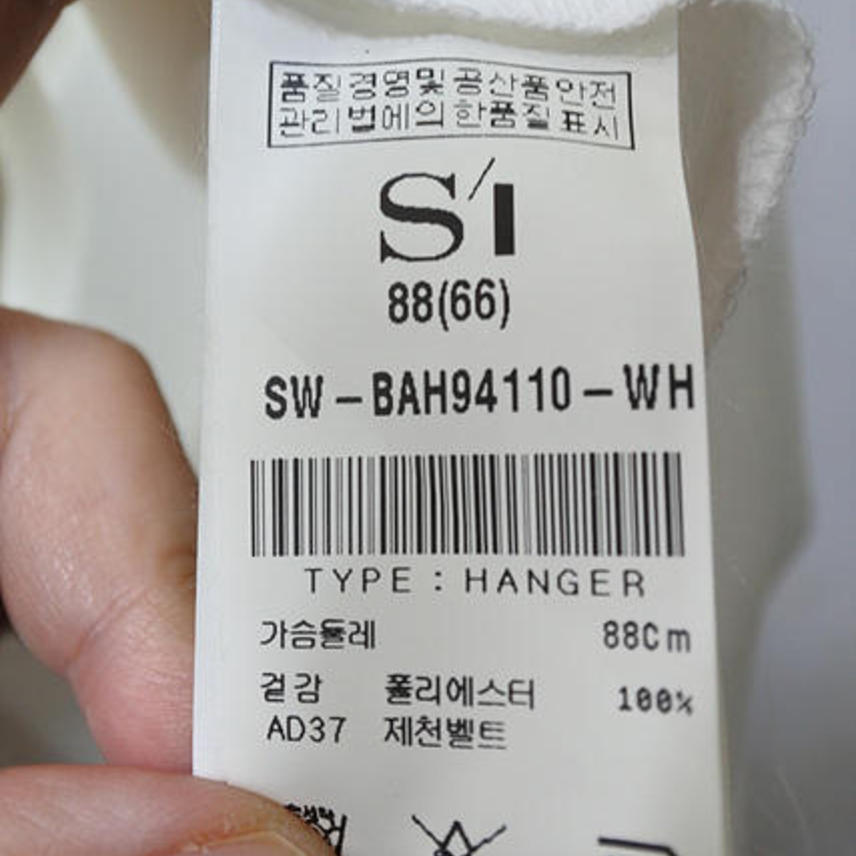 품질경영및 공산품안전
관리법에의 한품질표시
S/I
88(66)
SW-BAH94110-WH
TYPE : HANGER
가슴둘레 88Cm
겉감 폴리에스터 100%
AD37 제천벨트